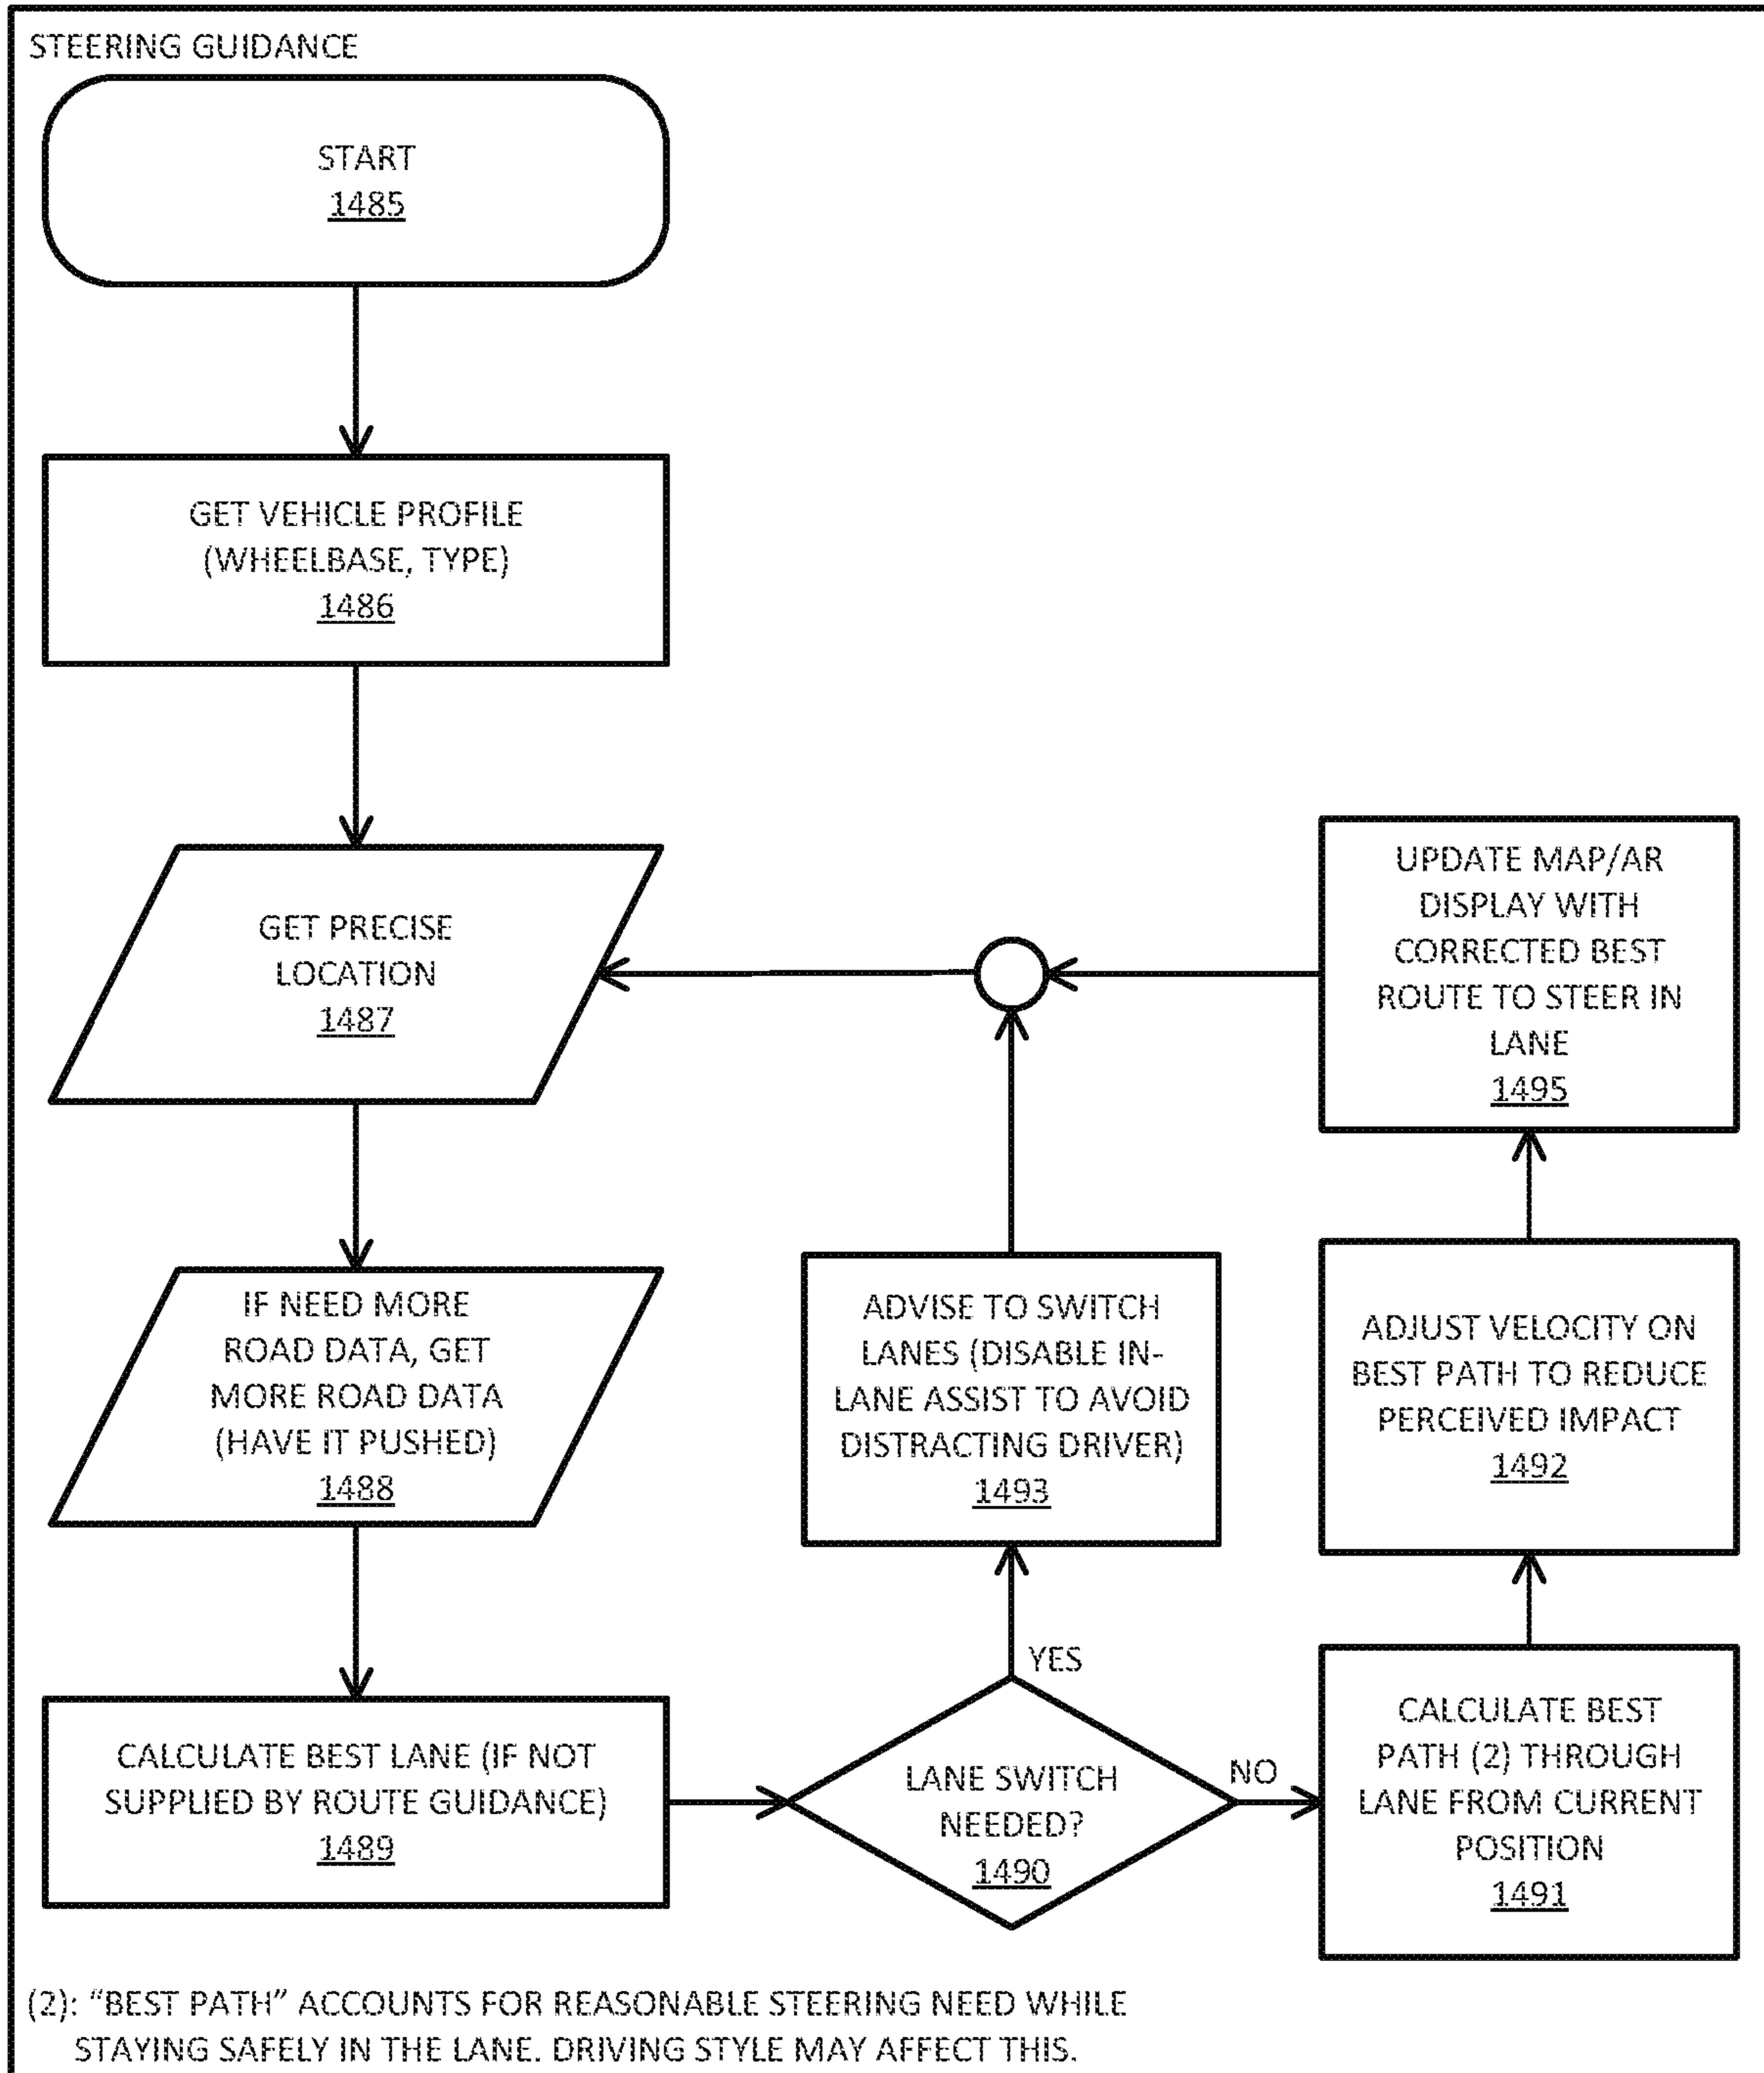 STEERING GUIDANCE
START
1485
GET VEHICLE PROFILE
(WHEELBASE, TYPE)
1486
GET PRECISE
LOCATION
1487
IF NEED MORE
ROAD DATA, GET
MORE ROAD DATA
(HAVE IT PUSHED)
1488
CALCULATE BEST LANE (IF NOT
SUPPLIED BY ROUTE GUIDANCE)
1489
LANE SWITCH
NEEDED?
1490
YES
ADVISE TO SWITCH
LANES (DISABLE IN-
LANE ASSIST TO AVOID
DISTRACTING DRIVER)
1493
NO
CALCULATE BEST
PATH (2) THROUGH
LANE FROM CURRENT
POSITION
1491
ADJUST VELOCITY ON
BEST PATH TO REDUCE
PERCEIVED IMPACT
1492
UPDATE MAP/AR
DISPLAY WITH
CORRECTED BEST
ROUTE TO STEER IN
LANE
1495
(2): “BEST PATH” ACCOUNTS FOR REASONABLE STEERING NEED WHILE
STAYING SAFELY IN THE LANE. DRIVING STYLE MAY AFFECT THIS.